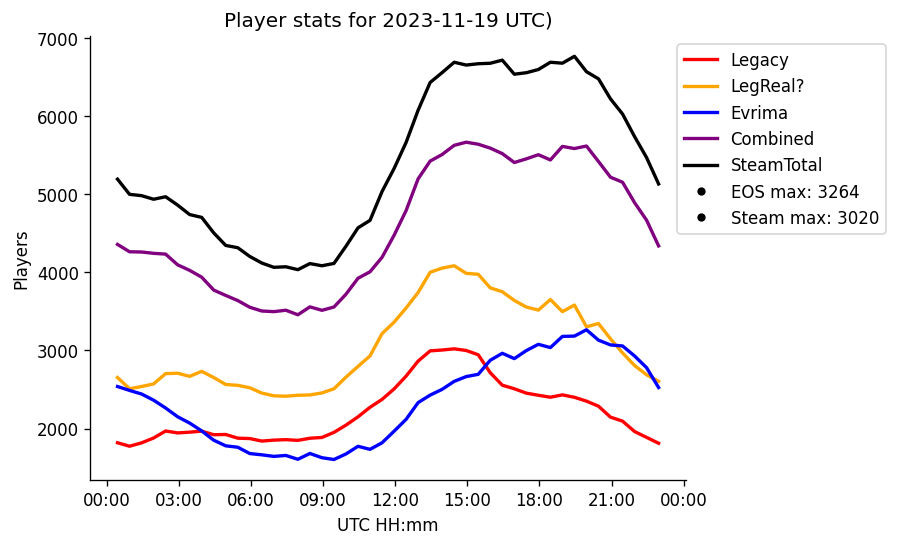 Player stats for 2023-11-19 UTC)
7000
6000
5000
4000
3000
2000
Players
00:00 03:00 06:00 09:00 12:00 15:00 18:00 21:00 00:00
UTC HH:mm
Legacy
LegReal?
Evrima
Combined
SteamTotal
EOS max: 3264
Steam max: 3020